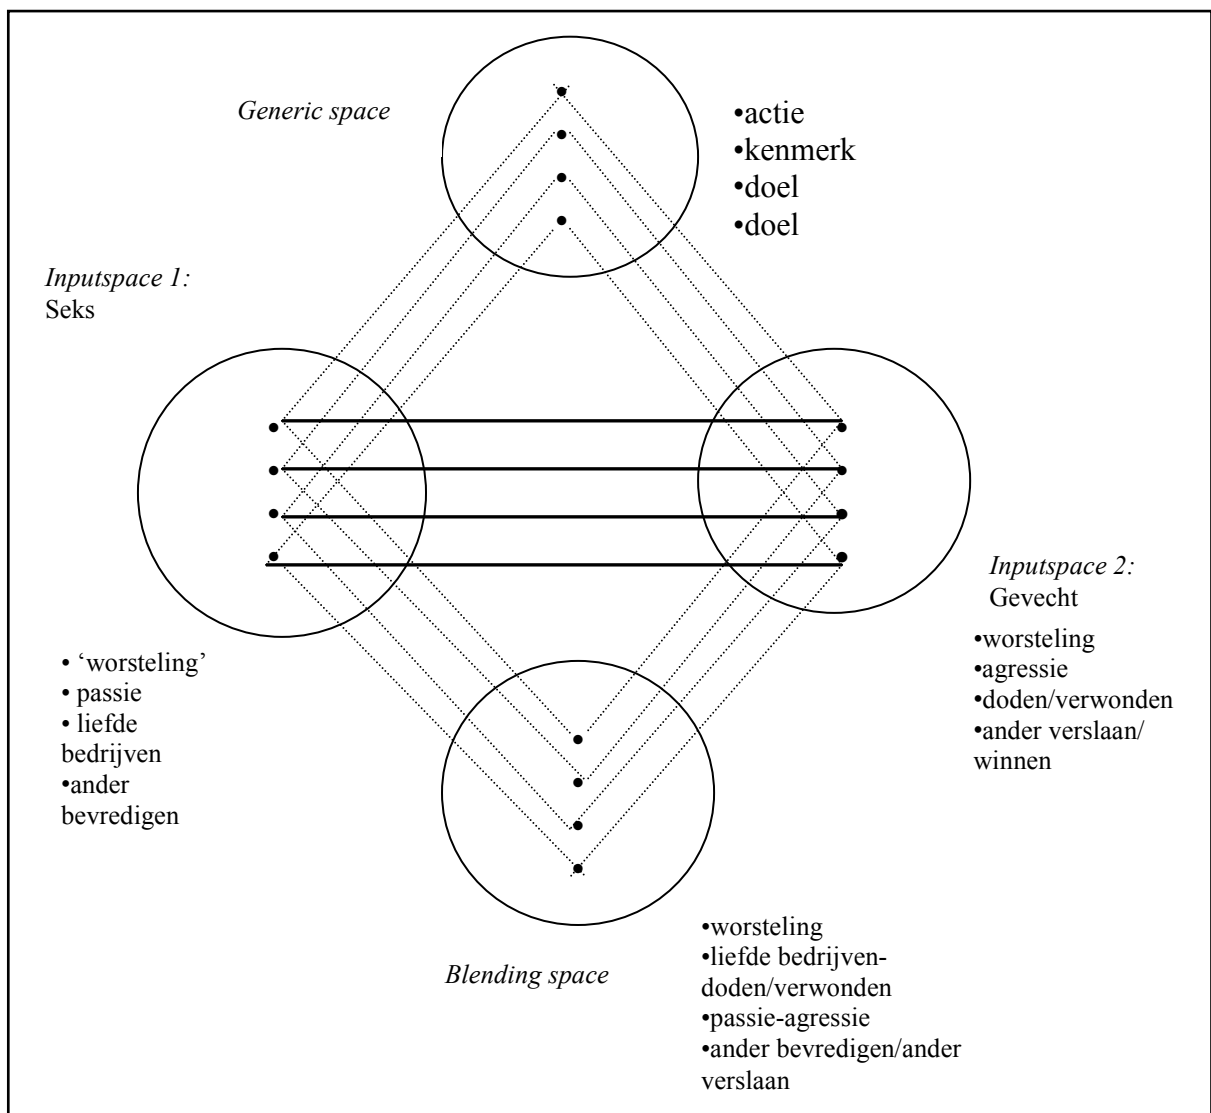 Generic space
•actie
•kenmerk
•doel
•doel
Inputspace 1:
Seks
• ‘worsteling’
• passie
• liefde
bedrijven
•ander
bevredigen
Inputspace 2:
Gevecht
•worsteling
•agressie
•doden/verwonden
•ander verslaan/
winnen
Blending space
•worsteling
•liefde bedrijven-
doden/verwonden
•passie-agressie
•ander bevredigen/ander
verslaan